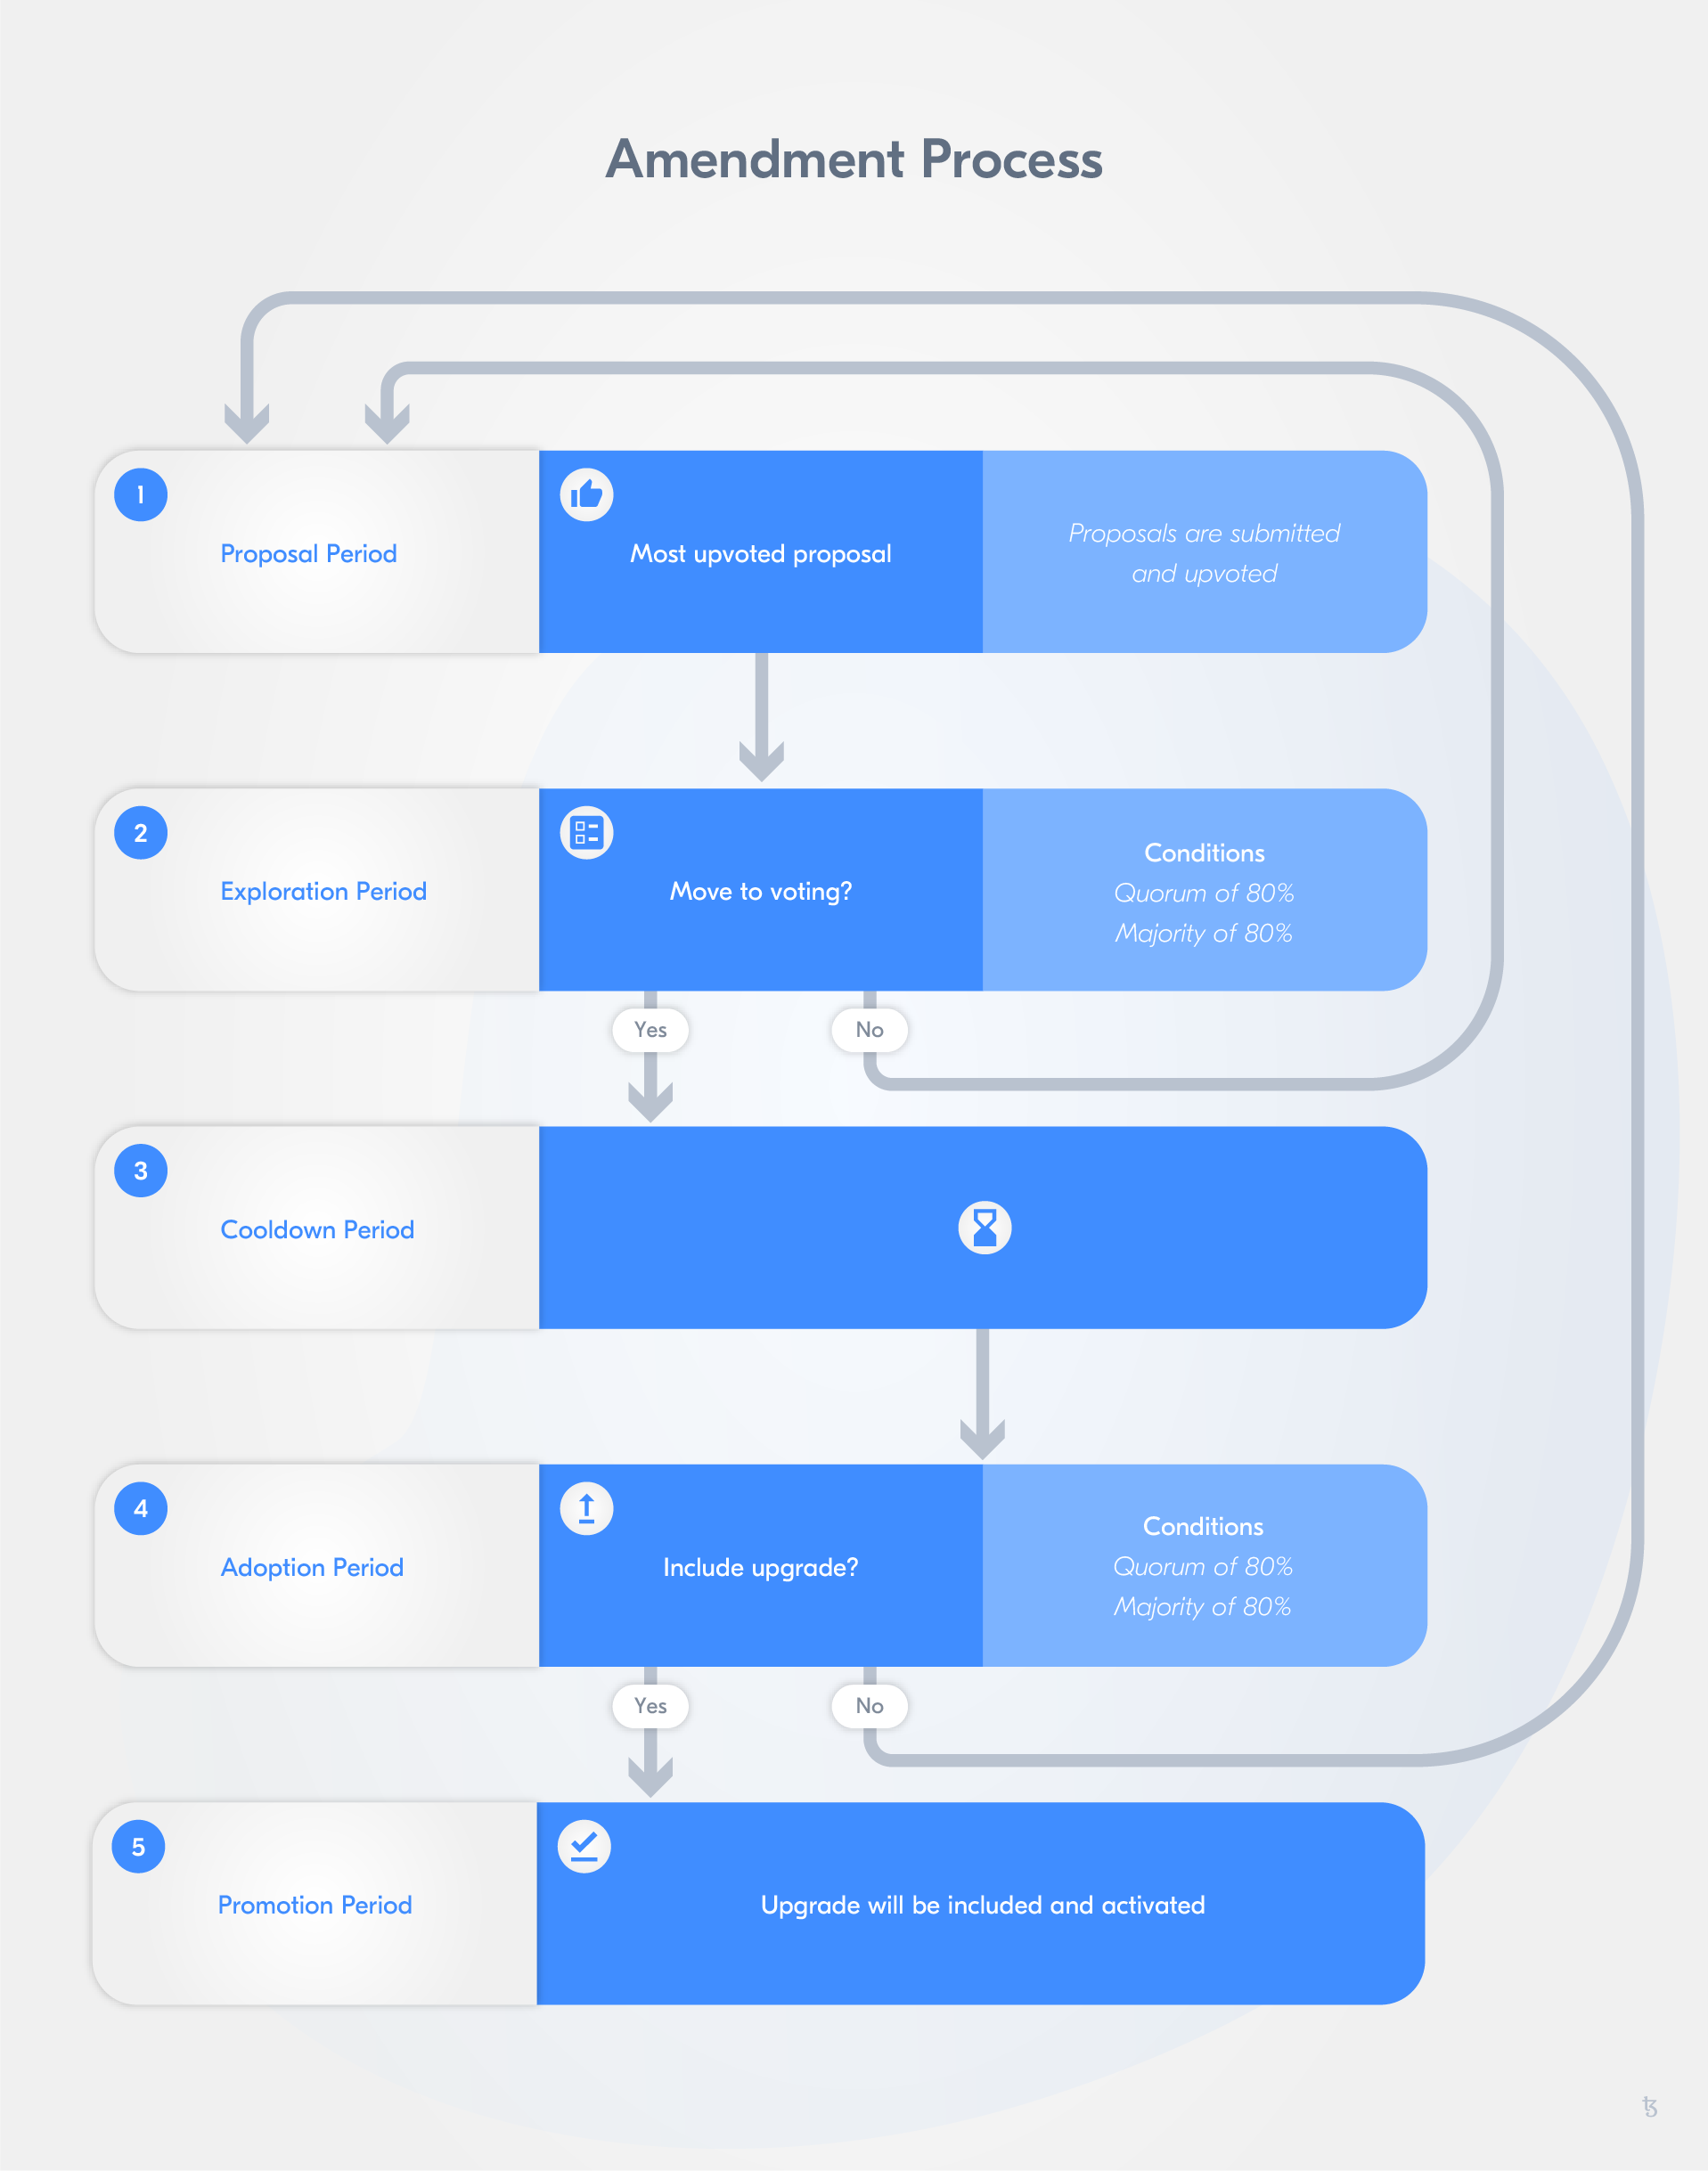 Amendment Process
1
Proposal Period
Most upvoted proposal
Proposals are submitted
and upvoted
2
Exploration Period
Move to voting?
Conditions
Quorum of 80%
Majority of 80%
Yes
No
3
Cooldown Period
4
Adoption Period
Include upgrade?
Conditions
Quorum of 80%
Majority of 80%
Yes
No
5
Promotion Period
Upgrade will be included and activated